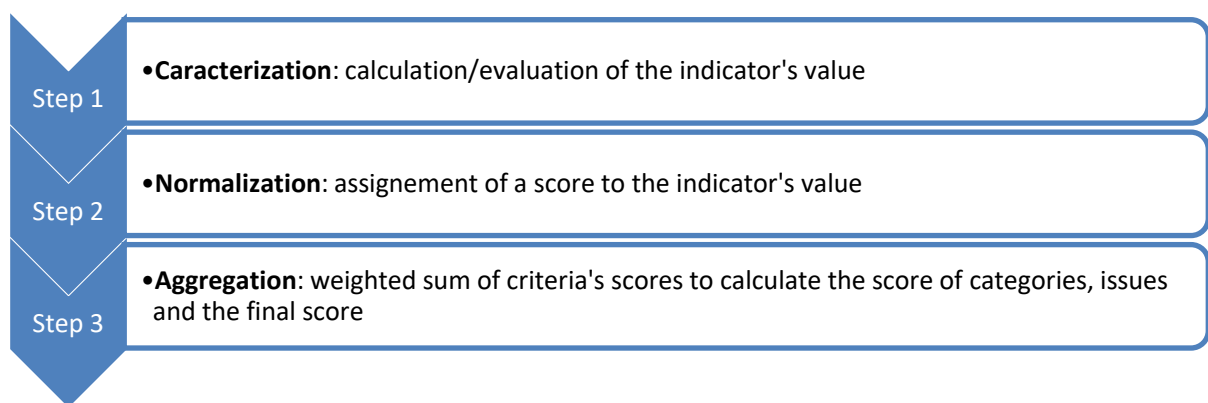 Step 1
•Caracterization: calculation/evaluation of the indicator's value
Step 2
•Normalization: assignement of a score to the indicator's value
Step 3
•Aggregation: weighted sum of criteria's scores to calculate the score of categories, issues
and the final score